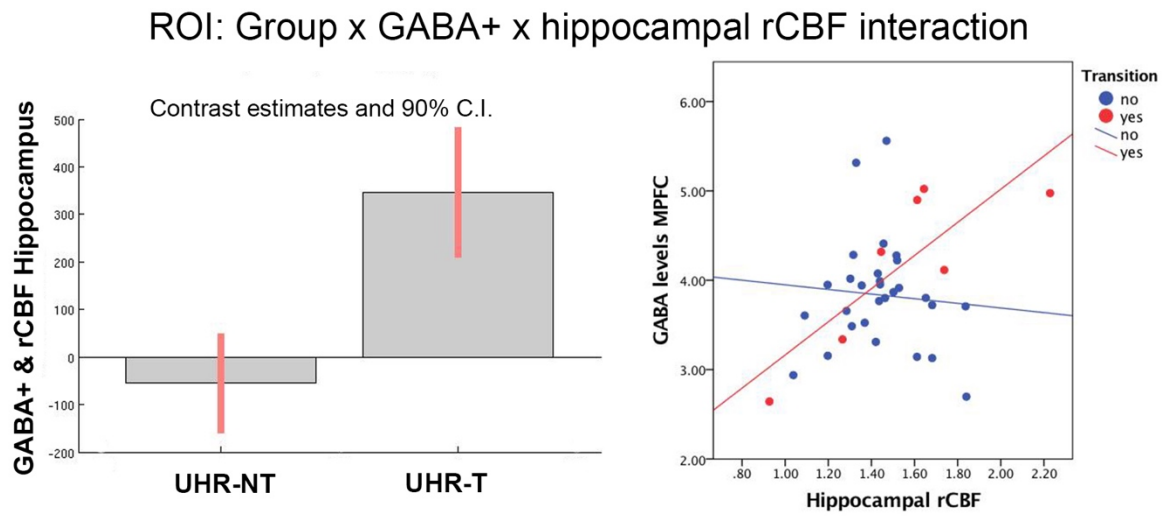 ROI: Group x GABA+ x hippocampal rCBF interaction
Contrast estimates and 90% C.I.
GABA+ & rCBF Hippocampus
500
400
300
200
100
0
-100
-200
UHR-NT
UHR-T
GABA levels MPFC
6.00
5.00
4.00
3.00
2.00
.80
1.00
1.20
1.40
1.60
1.80
2.00
2.20
Hippocampal rCBF
Transition
no
yes
no
yes